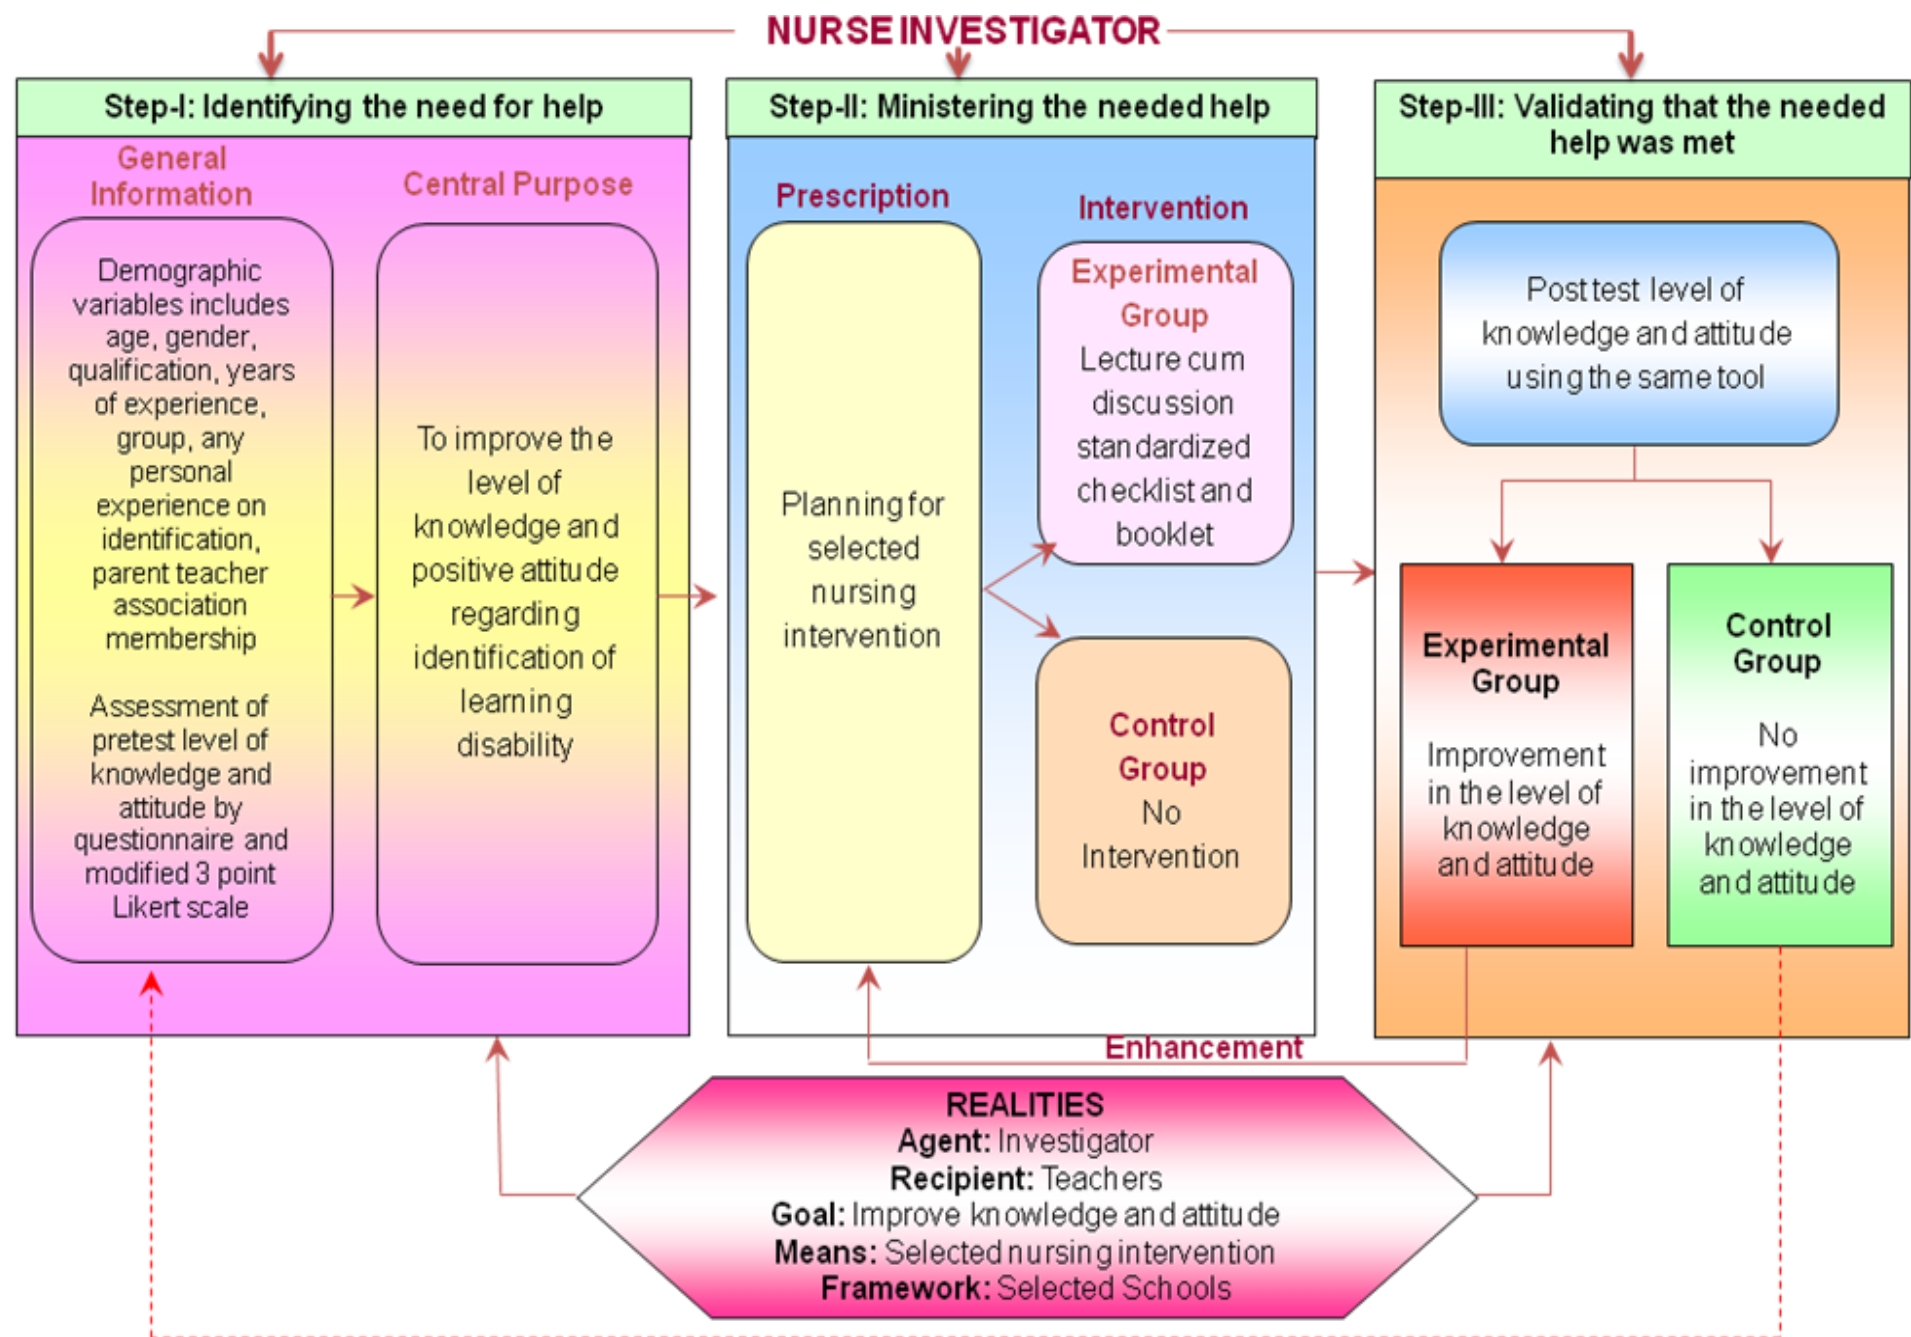 NURSE INVESTIGATOR
Step-I: Identifying the need for help
General
Information
Demographic
variables includes
age, gender,
qualification, years
of experience,
group, any
personal
experience on
identification,
parent teacher
association
membership
Assessment of
pretest level of
knowledge and
attitude by
questionnaire and
modified 3 point
Likert scale
Central Purpose
To improve the
level of
knowledge and
positive attitude
regarding
identification of
learning
disability
Step-II: Ministering the needed help
Prescription
Planning for
selected
nursing
intervention
Intervention
Experimental
Group
Lecture cum
discussion
standardized
checklist and
booklet
Control
Group
No
Intervention
Step-III: Validating that the needed
help was met
Post test level of
knowledge and attitude
using the same tool
Experimental
Group
Improvement
in the level of
knowledge
and attitude
Control
Group
No
improvement
in the level of
knowledge
and attitude
Enhancement
REALITIES
Agent: Investigator
Recipient: Teachers
Goal: Improve knowledge and attitude
Means: Selected nursing intervention
Framework: Selected Schools